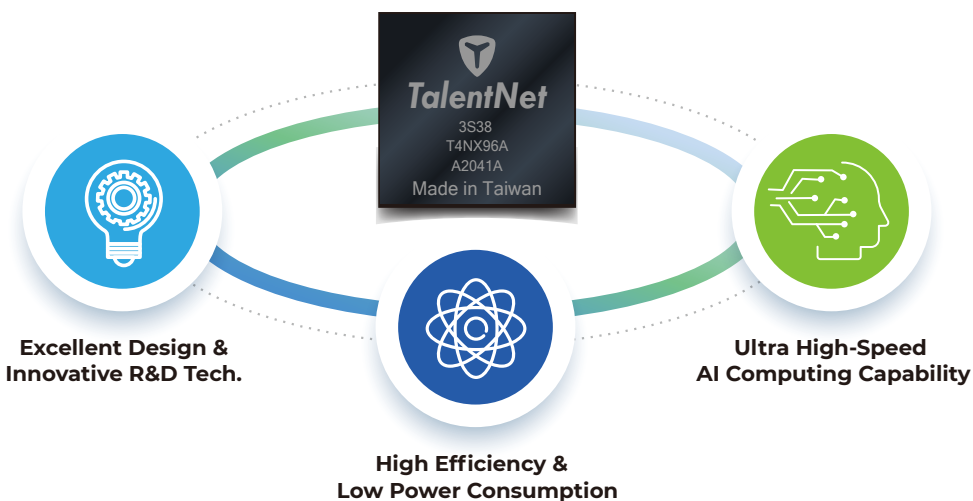 TalentNet
3S38
T4NX96A
A2041A
Made in Taiwan
Excellent Design &
Innovative R&D Tech.
Ultra High-Speed
AI Computing Capability
High Efficiency &
Low Power Consumption